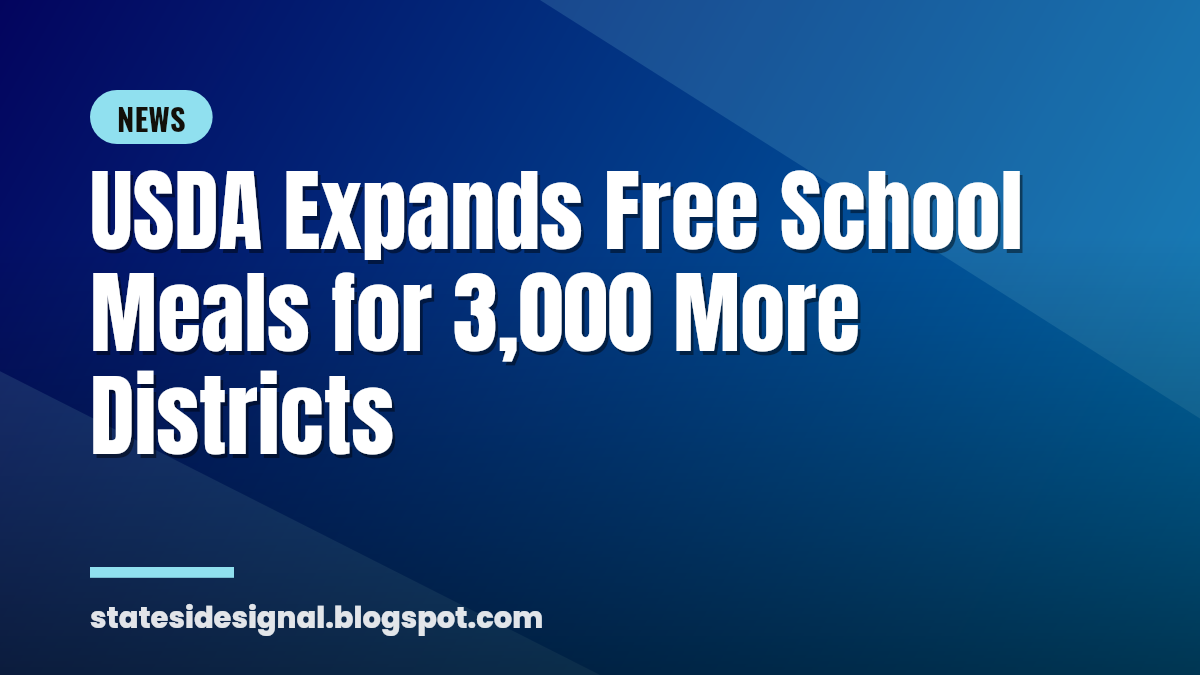 NEWS
USDA Expands Free School
Meals for 3,000 More
Districts
statesidesignal.blogspot.com